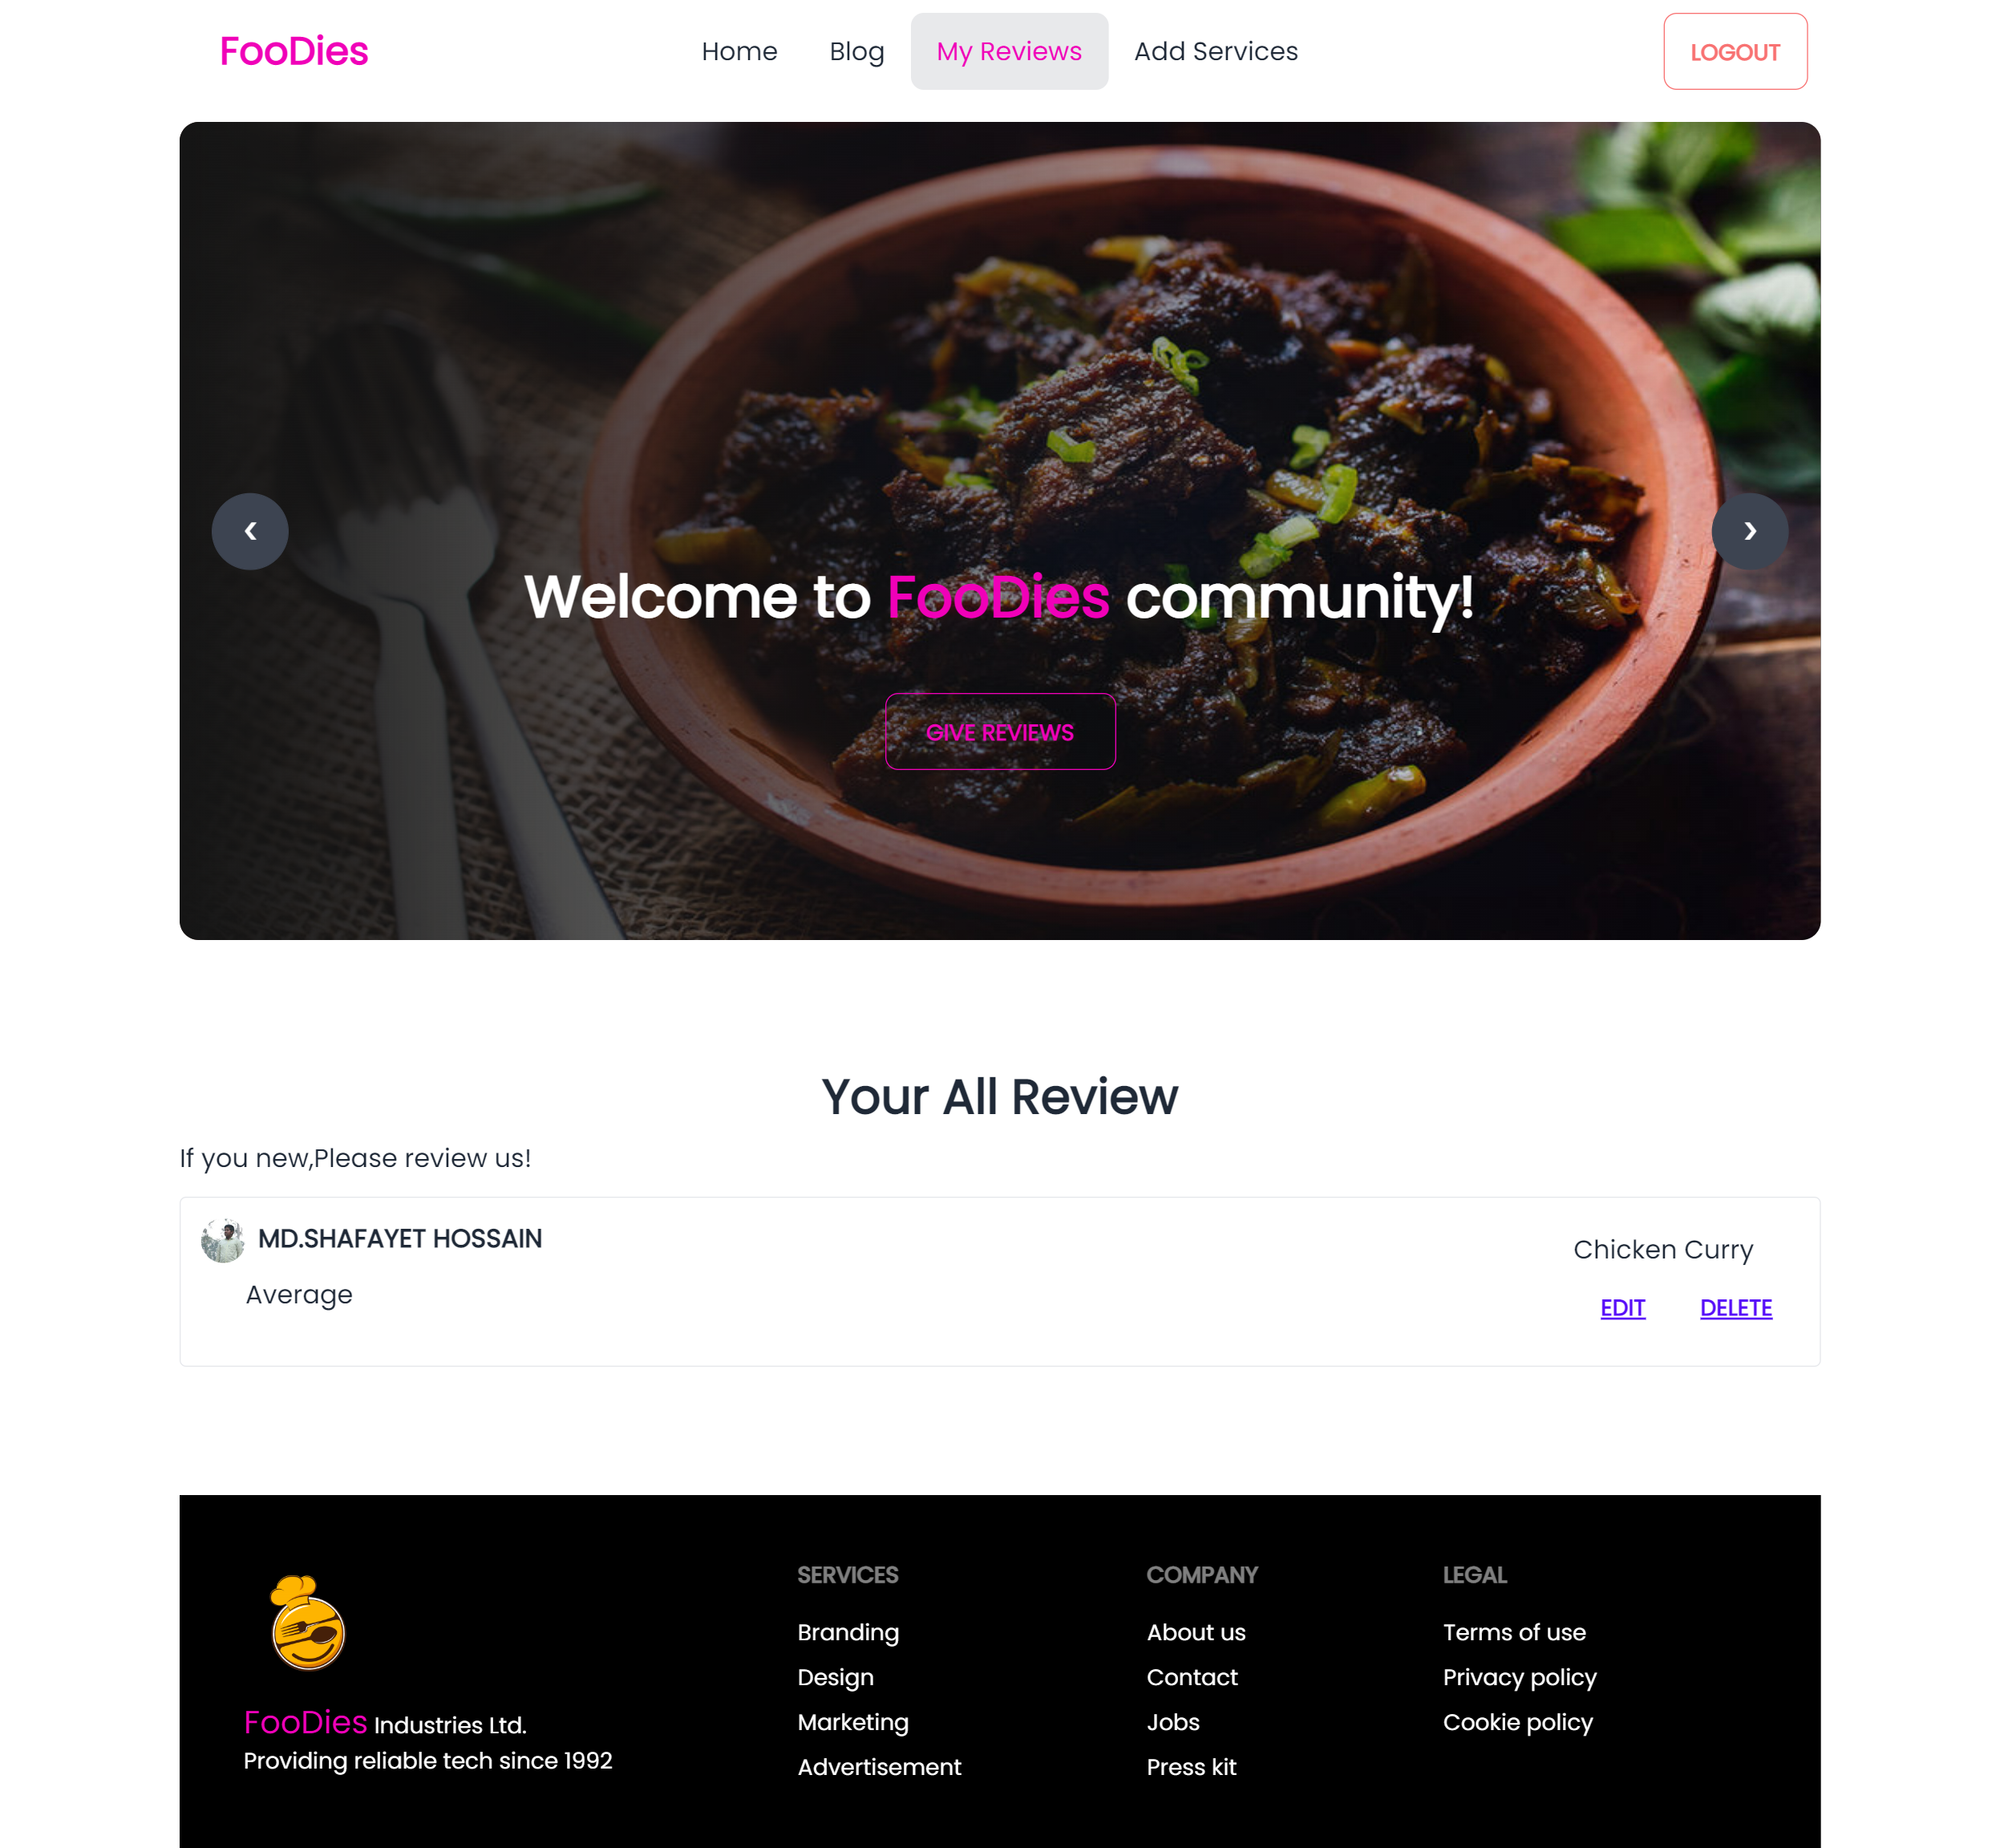 FooDies
Home
Blog
My Reviews
Add Services
LOGOUT
❮
❯
Welcome to FooDies community!
GIVE REVIEWS
Your All Review
If you new,Please review us!
MD.SHAFAYET HOSSAIN
Average
Chicken Curry
EDIT
DELETE
FooDies Industries Ltd.
Providing reliable tech since 1992
SERVICES
Branding
Design
Marketing
Advertisement
COMPANY
About us
Contact
Jobs
Press kit
LEGAL
Terms of use
Privacy policy
Cookie policy